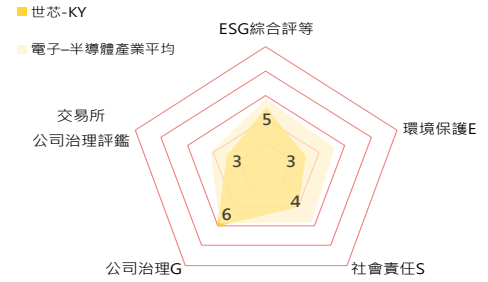 世芯-KY
電子–半導體產業平均
ESG綜合評等
環境保護E
社會責任S
公司治理G
交易所
公司治理評鑑
5
3
4
6
3